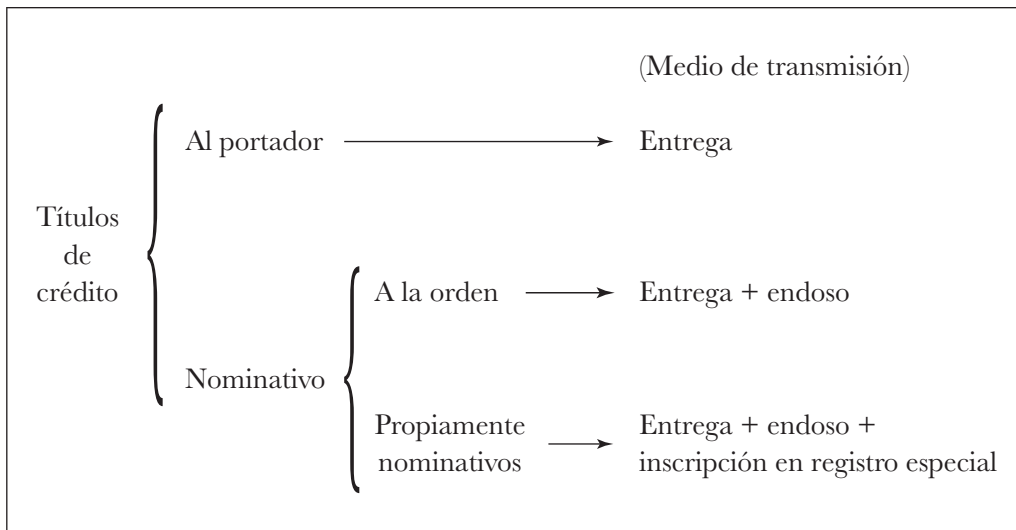 (Medio de transmisión)
Al portador
Entrega
Títulos
de
crédito
A la orden
Entrega + endoso
Nominativo
Propiamente
nominativos
Entrega + endoso +
inscripción en registro especial